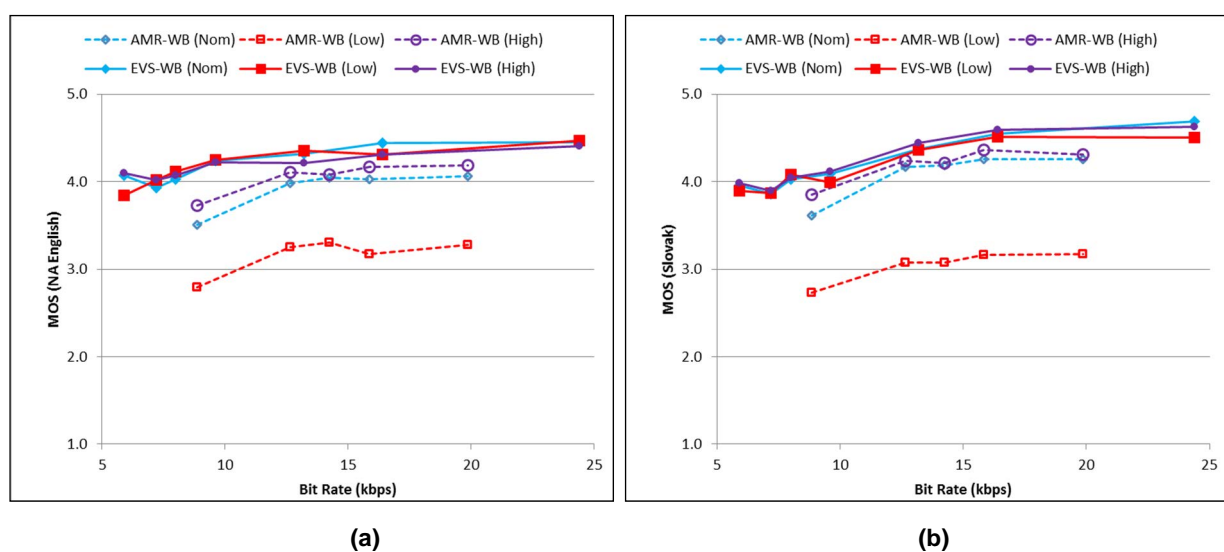 AMR-WB (Nom) AMR-WB (Low) AMR-WB (High)
EVS-WB (Nom) EVS-WB (Low) EVS-WB (High)
5.0
4.0
3.0
2.0
1.0
MOS (NA English)
5 10 15 20 25
Bit Rate (kbps)
(a)
AMR-WB (Nom) AMR-WB (Low) AMR-WB (High)
EVS-WB (Nom) EVS-WB (Low) EVS-WB (High)
5.0
4.0
3.0
2.0
1.0
MOS (Slovak)
5 10 15 20 25
Bit Rate (kbps)
(b)